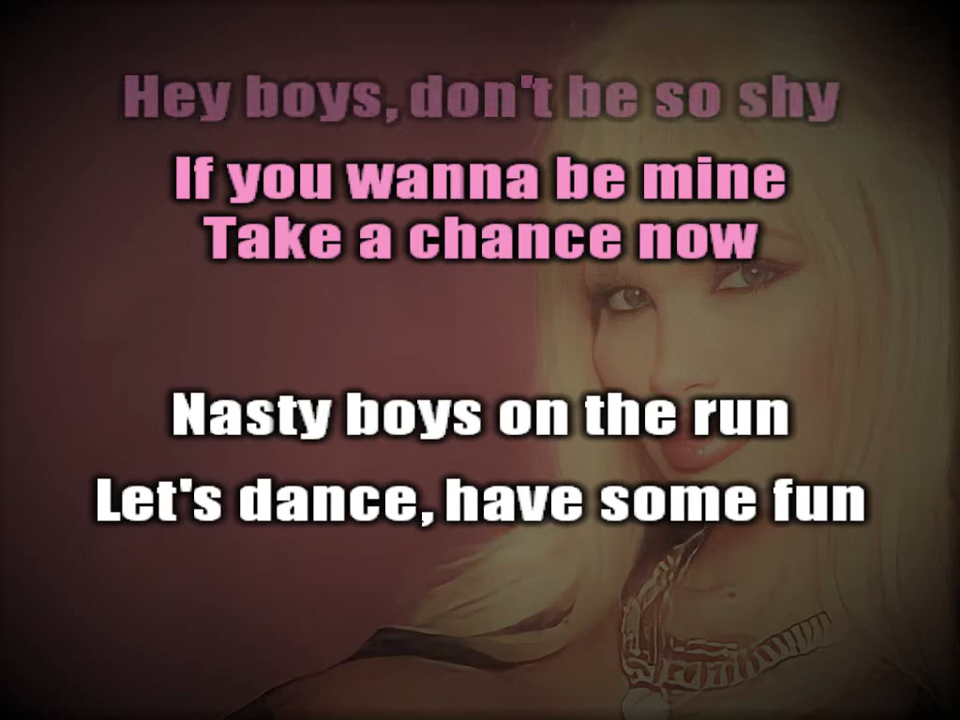 Hey boys, don't be so shy
If you wanna be mine
Take a chance now
Nasty boys on the run
Let's dance, have some fun